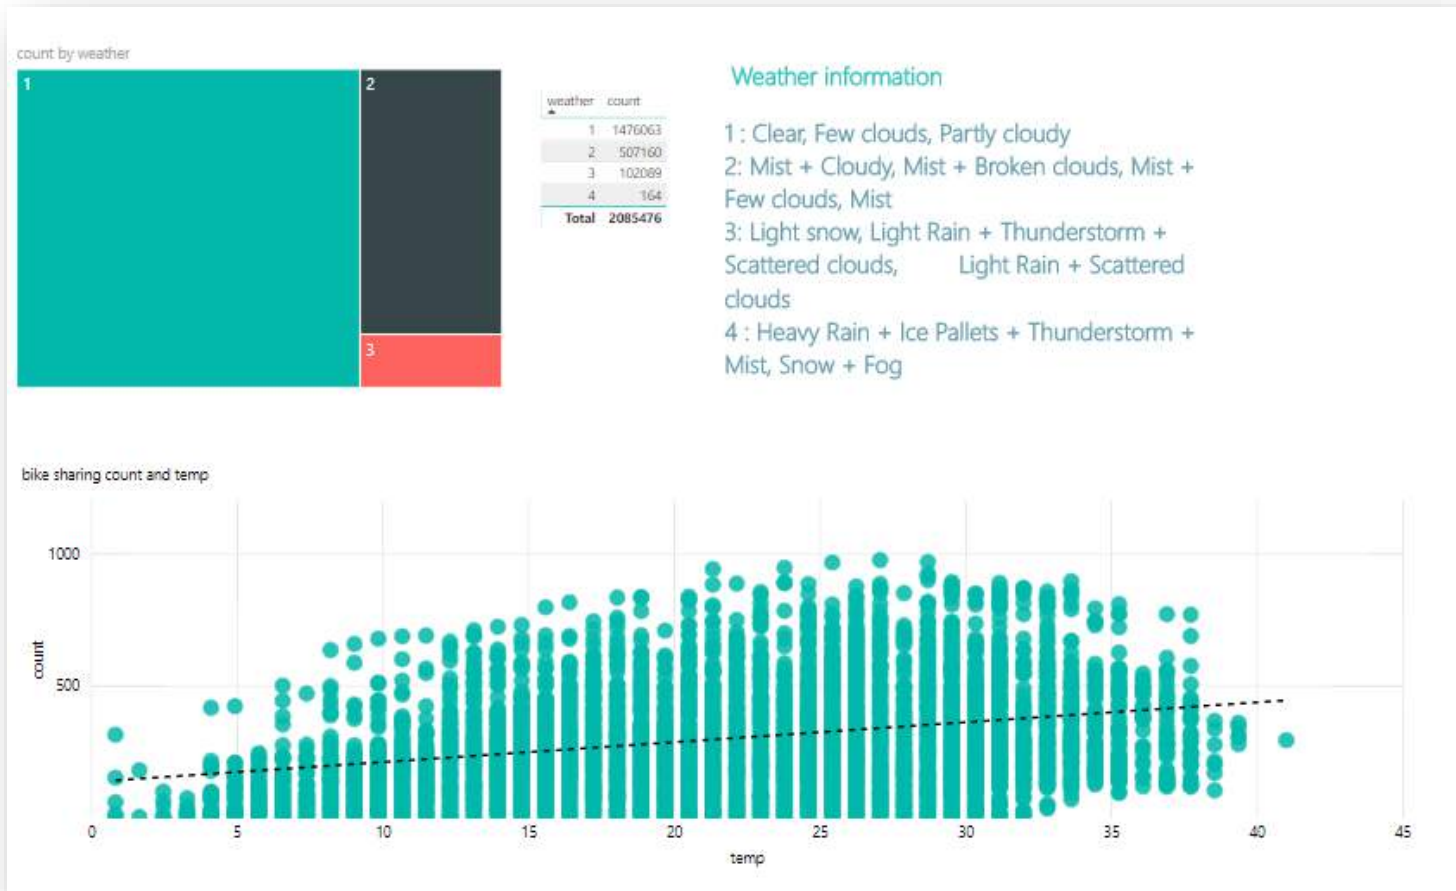 count by weather
1
2
3
weather count
1 1476063
2 507160
3 102089
4 164
Total 2085476
Weather information
1 : Clear, Few clouds, Partly cloudy
2: Mist + Cloudy, Mist + Broken clouds, Mist +
Few clouds, Mist
3: Light snow, Light Rain + Thunderstorm +
Scattered clouds, Light Rain + Scattered
clouds
4 : Heavy Rain + Ice Pallets + Thunderstorm +
Mist, Snow + Fog
bike sharing count and temp
1000
500
count
0 5 10 15 20 25 30 35 40 45
temp